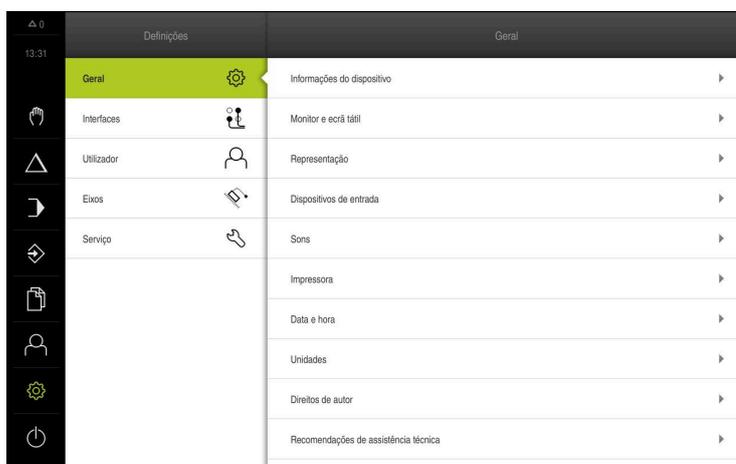 0
13:31
Definições
Geral
Geral
Interfaces
Utilizador
Eixos
Serviço
Informações do dispositivo
Monitor e ecrã tátil
Representação
Dispositivos de entrada
Sons
Impressora
Data e hora
Unidades
Direitos de autor
Recomendações de assistência técnica